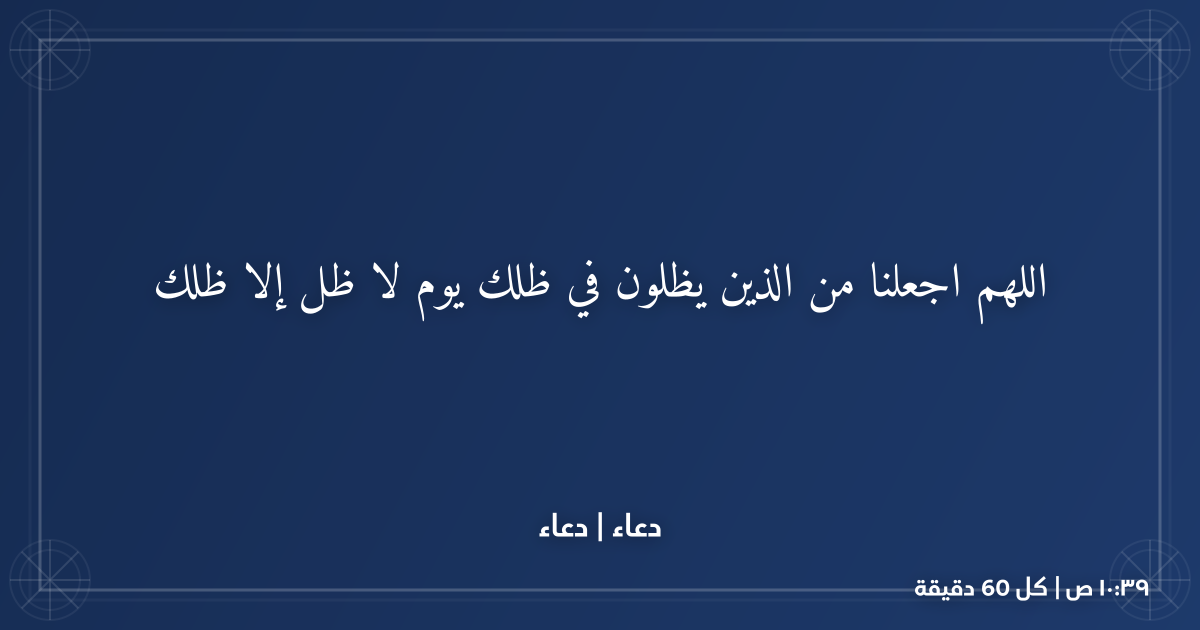 اللهم اجعلنا من الذين يظلون في ظلك يوم لا ظل إلا ظلك
دعاء | دعاء
١٠:٣٩ ص | كل 60 دقيقة